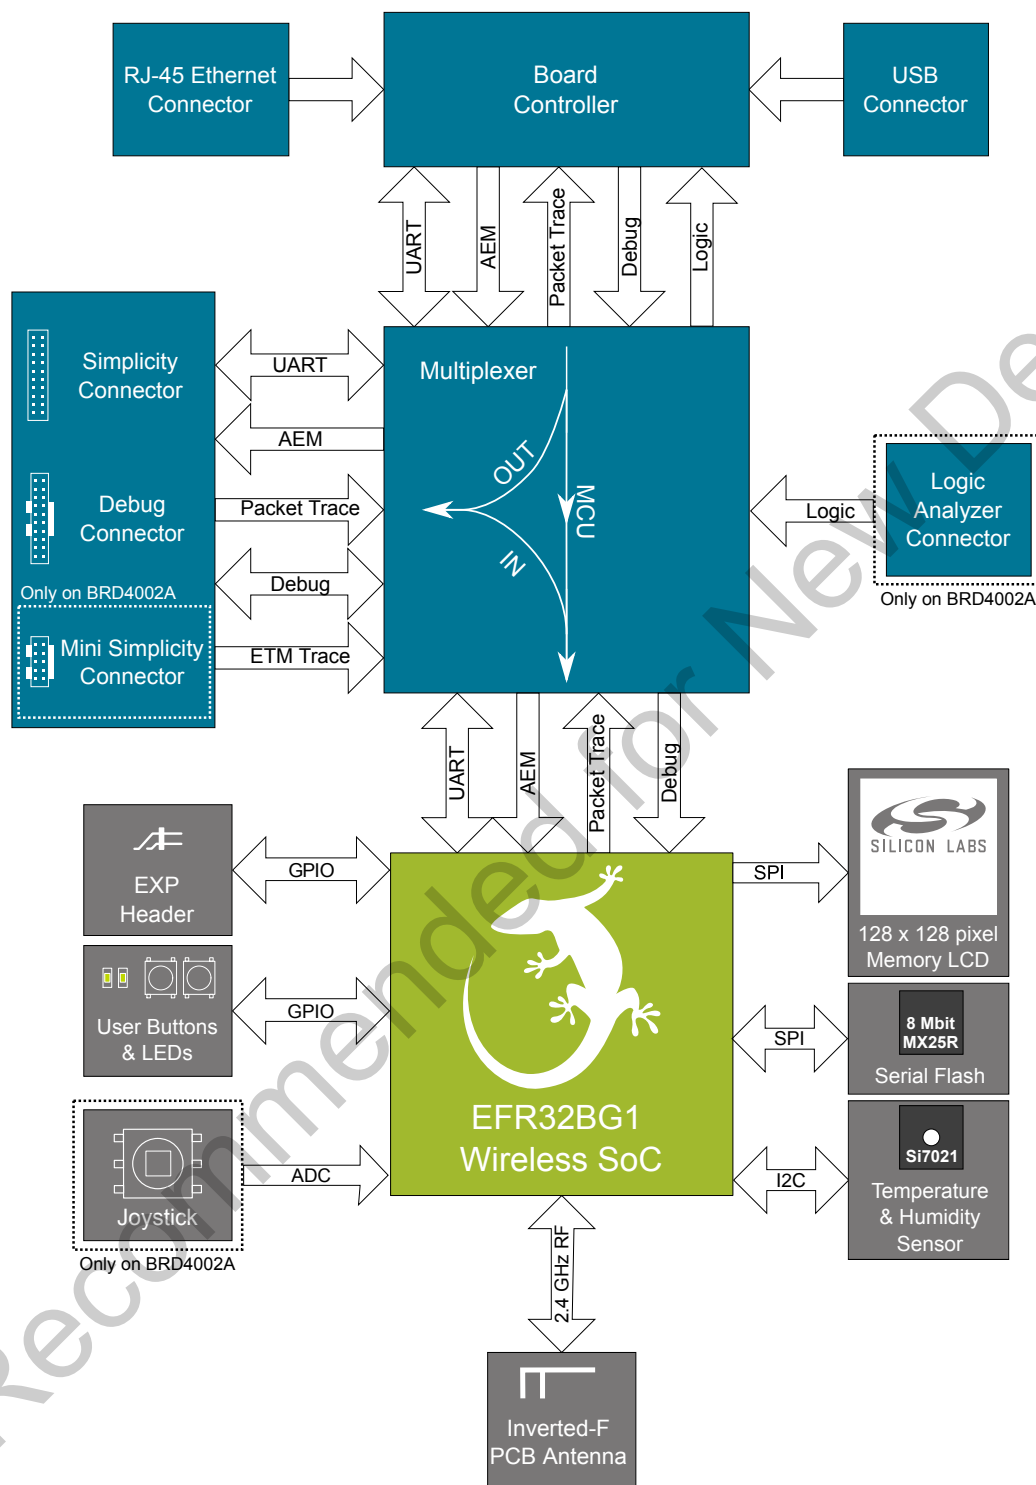 RJ-45 Ethernet
Connector
Board
Controller
USB
Connector
UART
AEM
Packet Trace
Debug
Logic
Simplicity
Connector
Debug
Connector
Only on BRD4002A
Mini Simplicity
Connector
UART
AEM
Packet Trace
Debug
ETM Trace
Multiplexer
OUT
IN
MCU
Logic
Logic
Analyzer
Connector
Only on BRD4002A
UART
AEM
Packet Trace
Debug
EXP
Header
GPIO
User Buttons
& LEDs
GPIO
Joystick
Only on BRD4002A
ADC
EFR32BG1
Wireless SoC
SPI
SILICON LABS
128 x 128 pixel
Memory LCD
SPI
8 Mbit
MX25R
Serial Flash
I2C
Si7021
Temperature
& Humidity
Sensor
2.4 GHz RF
Inverted-F
PCB Antenna
Recommended for New De